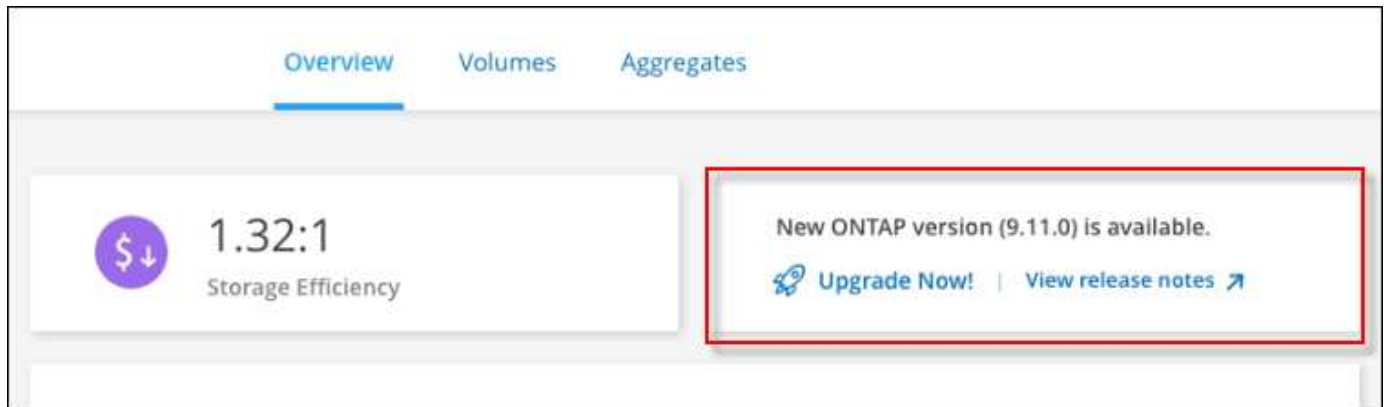 Overview Volumes Aggregates
1.32:1
Storage Efficiency
New ONTAP version (9.11.0) is available.
Upgrade Now! | View release notes